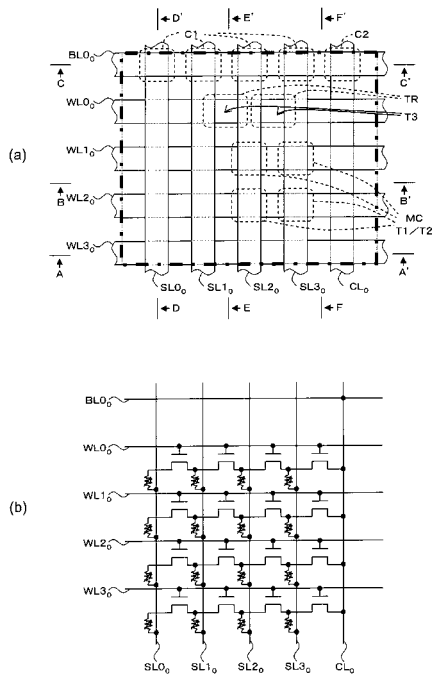 D' E' F'
C1 C2
BL0₀
C C'
WL0₀ TR
T3
(a) WL1₀
B WL2₀ B'
MC
T1/T2
WL3₀
A A'
SL0₀ SL1₀ SL2₀ SL3₀ CL₀
D E F
BL0₀
WL0₀
(b) WL1₀
WL2₀
WL3₀
SL0₀ SL1₀ SL2₀ SL3₀ CL₀